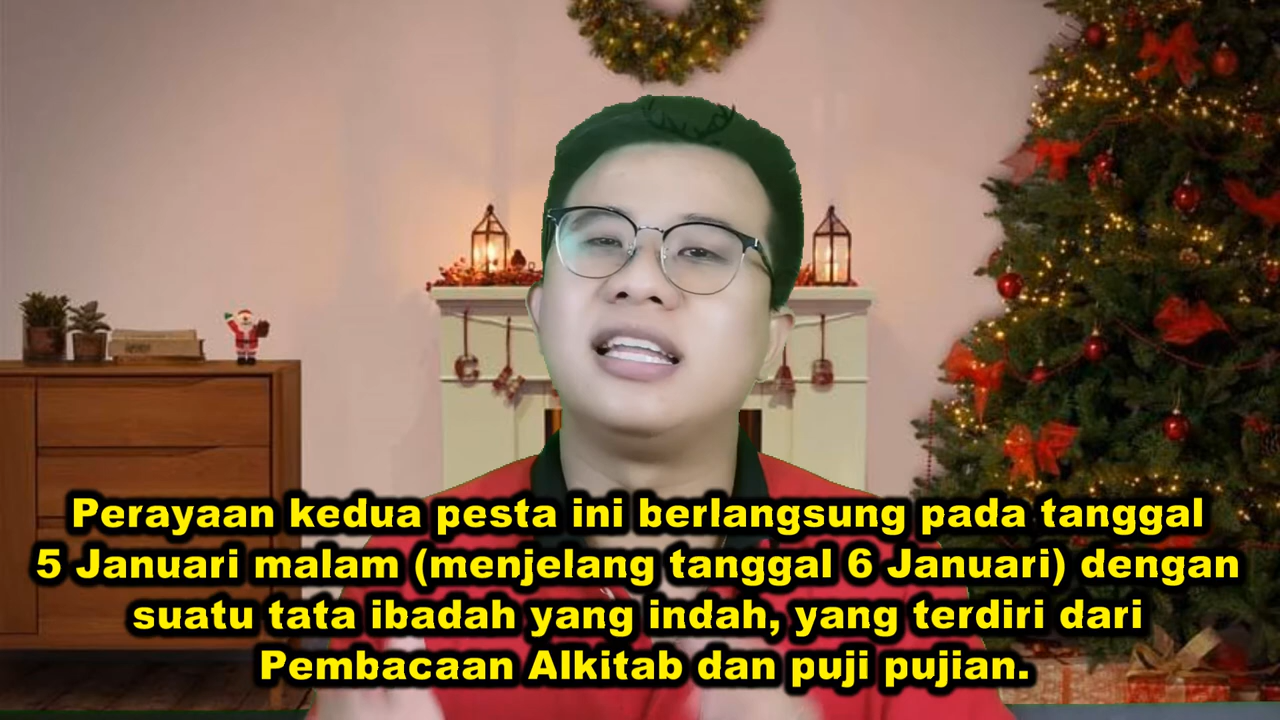 Perayaan kedua pesta ini berlangsung pada tanggal
5 Januari malam (menjelang tanggal 6 Januari) dengan
suatu tata ibadah yang indah, yang terdiri dari
Pembacaan Alkitab dan puji pujian.